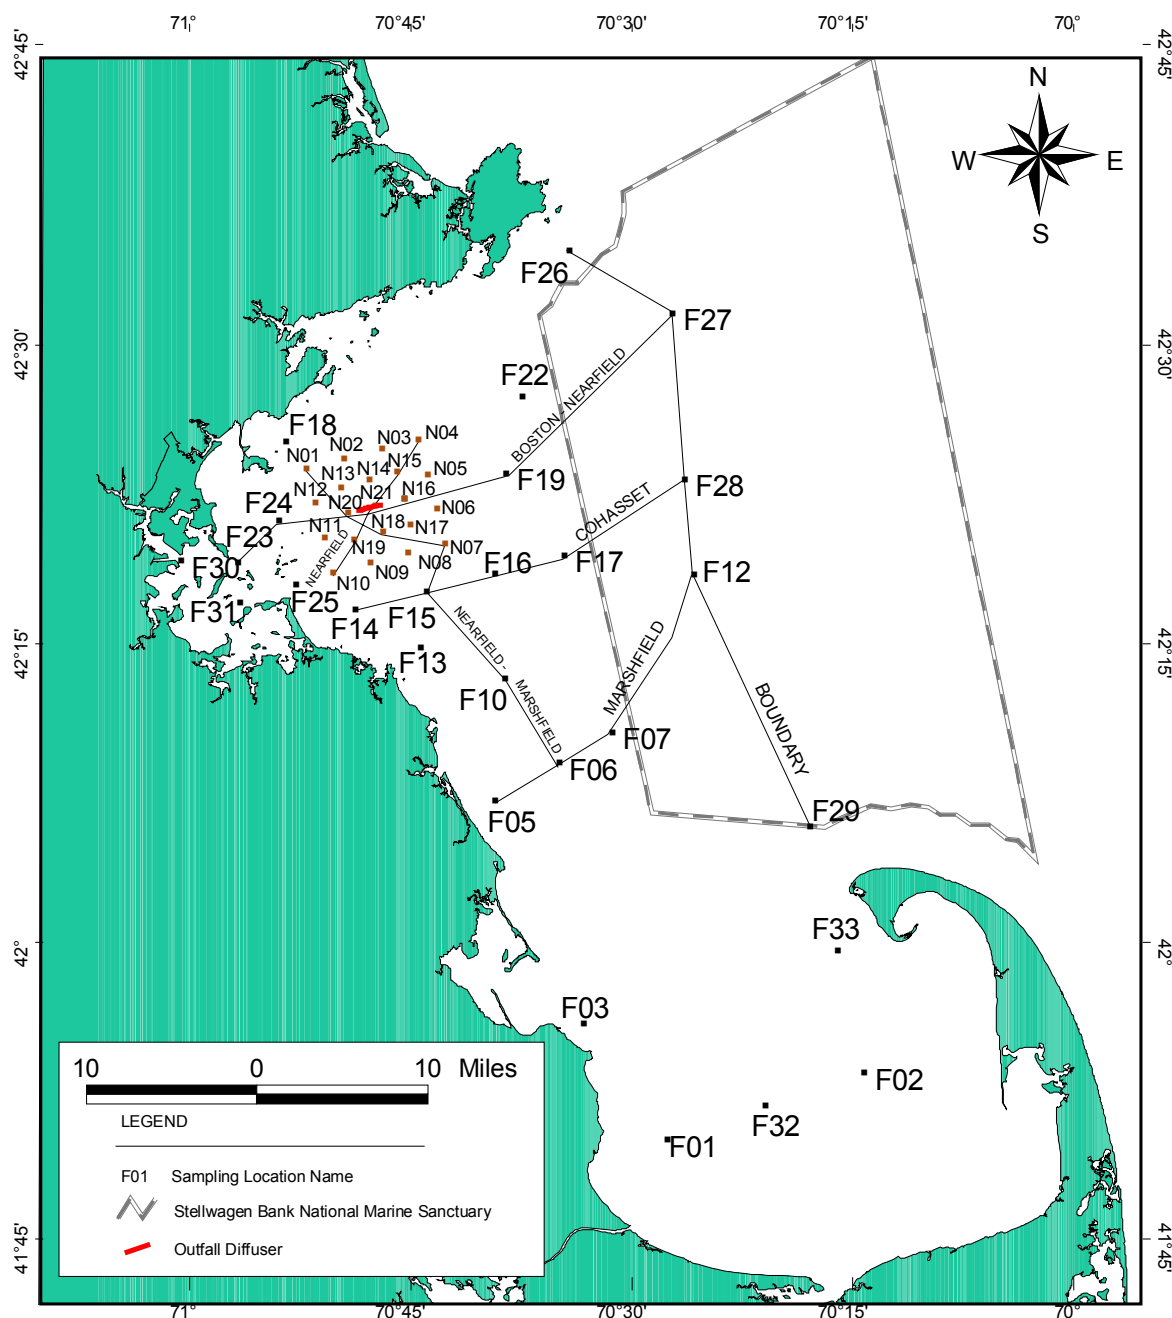 71°
70°45'
70°30'
70°15'
70°
42°45'
42°45'
N
W
E
S
F26
F27
42°30'
42°30'
F22
BOSTON - NEARFIELD
F18
N04
N03
N02
N01
N15
N14
N05
N13
F19
F28
N12
N21
N16
COHASSET
F24
N20
N06
N18
N17
F23
N11
N07
F17
F16
F30
NEARFIELD
N19
N08
F12
N09
N10
F25
F31
F14
F15
42°15'
42°15'
F13
NEARFIELD -
MARSHFIELD
MARSHFIELD
F10
BOUNDARY
F07
F06
F05
F29
42°
42°
F33
F03
F02
F32
F01
10 0 10 Miles
LEGEND
F01 Sampling Location Name
Stellwagen Bank National Marine Sanctuary
Outfall Diffuser
41°45'
41°45'
71°
70°45'
70°30'
70°15'
70°